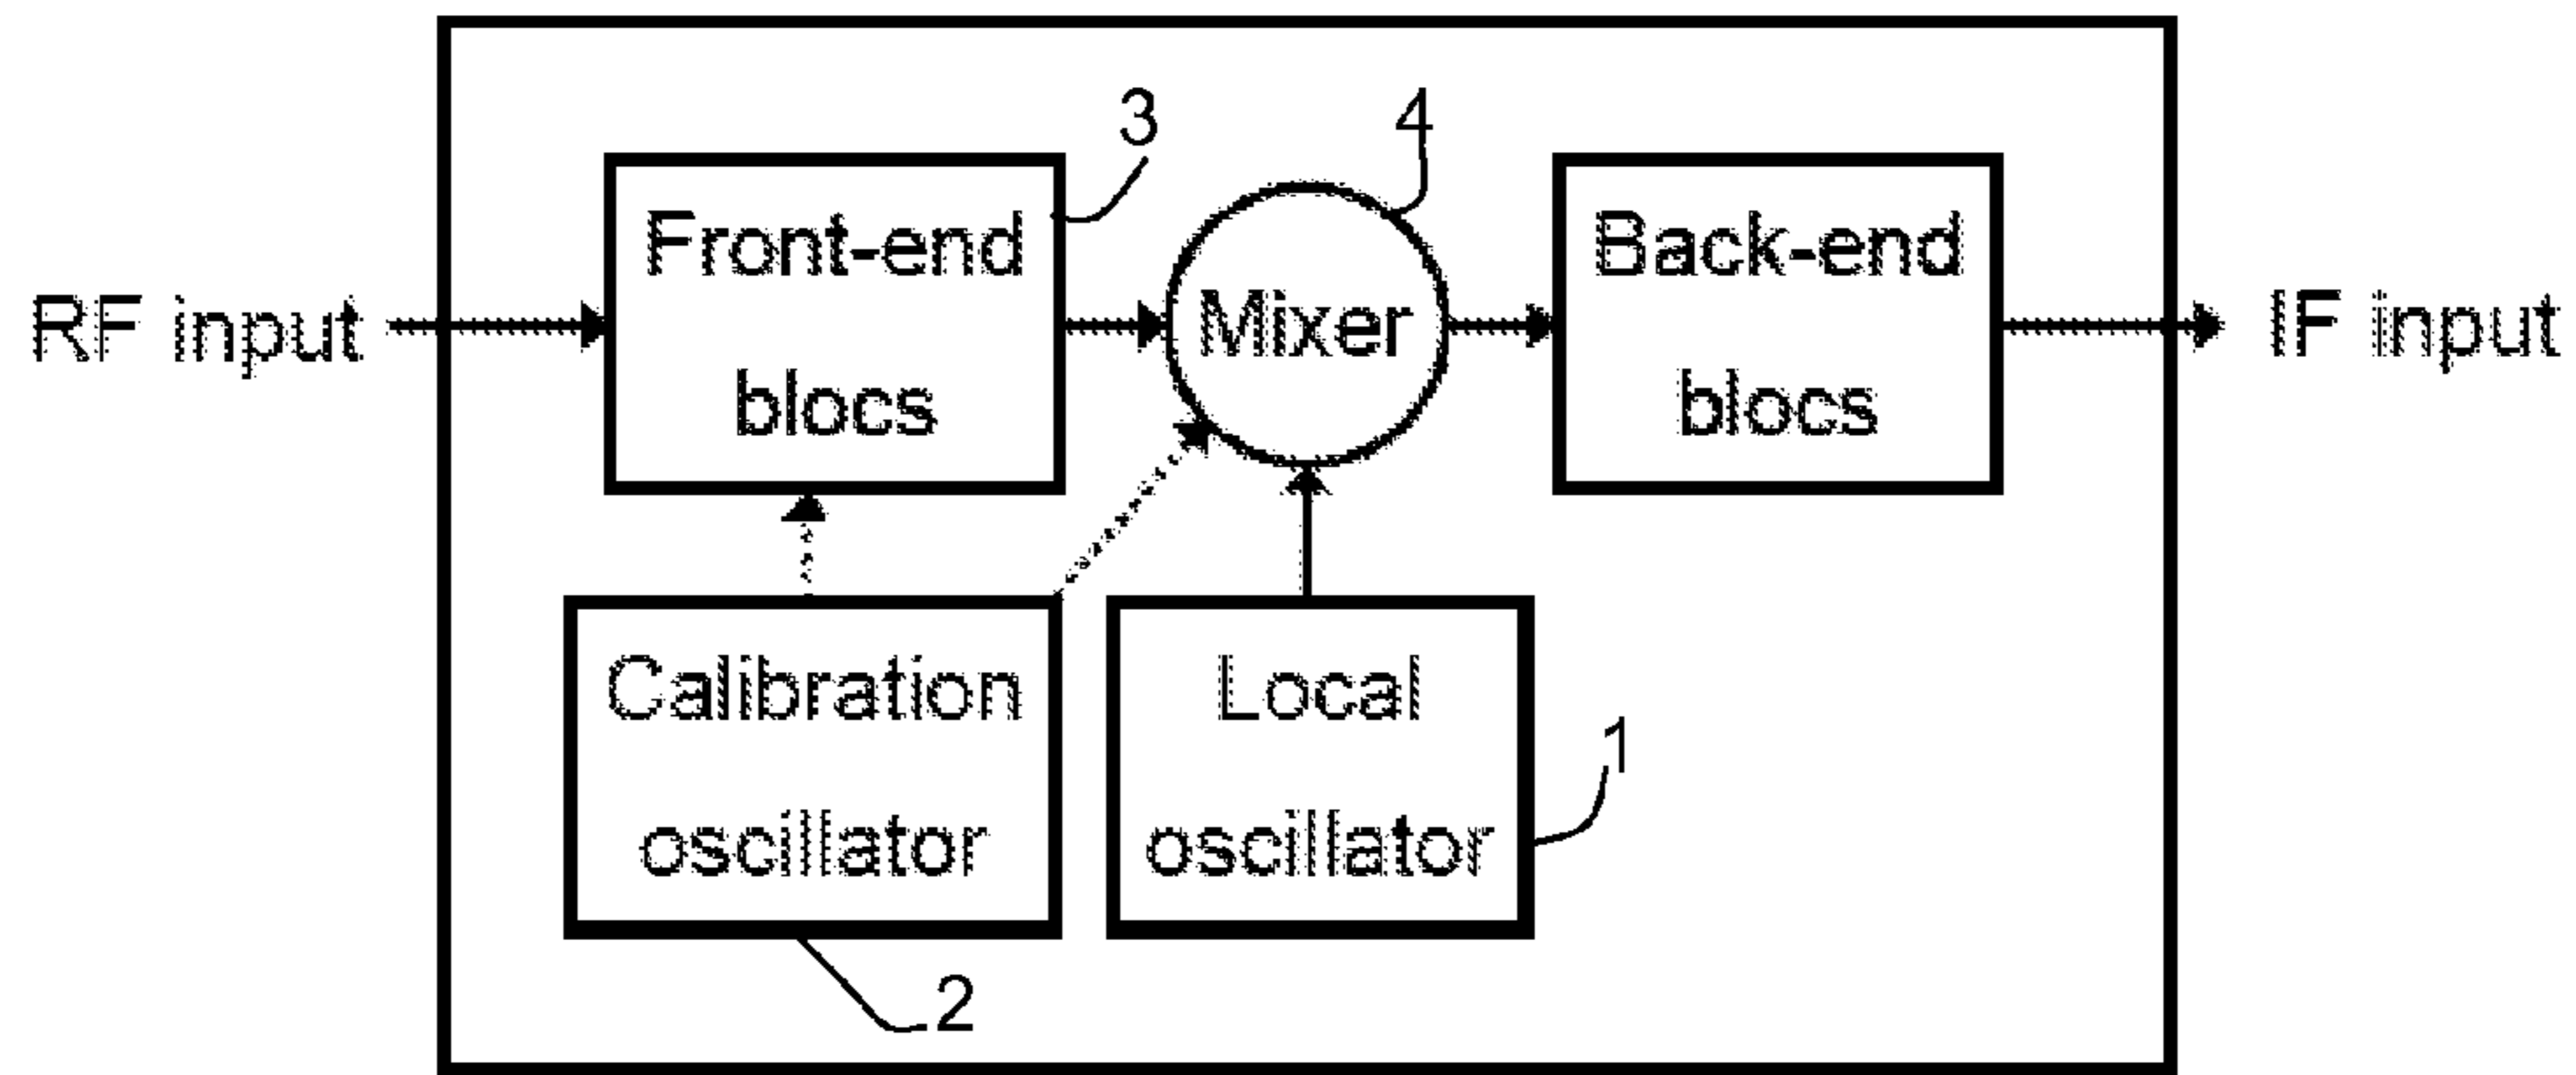 3
4
Front-end
blocs
Mixer
Back-end
blocs
RF input
IF input
Calibration
oscillator
Local
oscillator
1
2